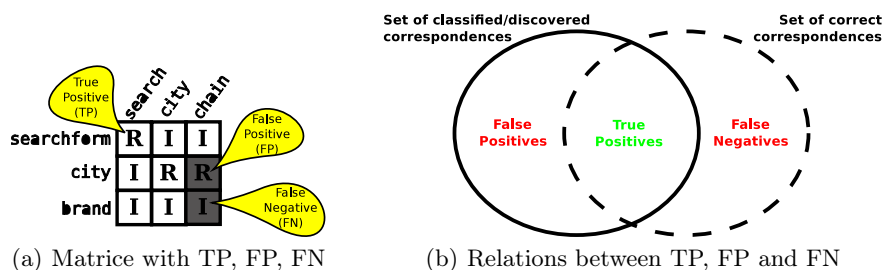 True
Positive
(TP)
search
city
chain
False
Positive
(FP)
searchform R I I
city I R R
brand I I I
False
Negative
(FN)
(a) Matrice with TP, FP, FN
Set of classified/discovered
correspondences
Set of correct
correspondences
False
Positives
True
Positives
False
Negatives
(b) Relations between TP, FP and FN